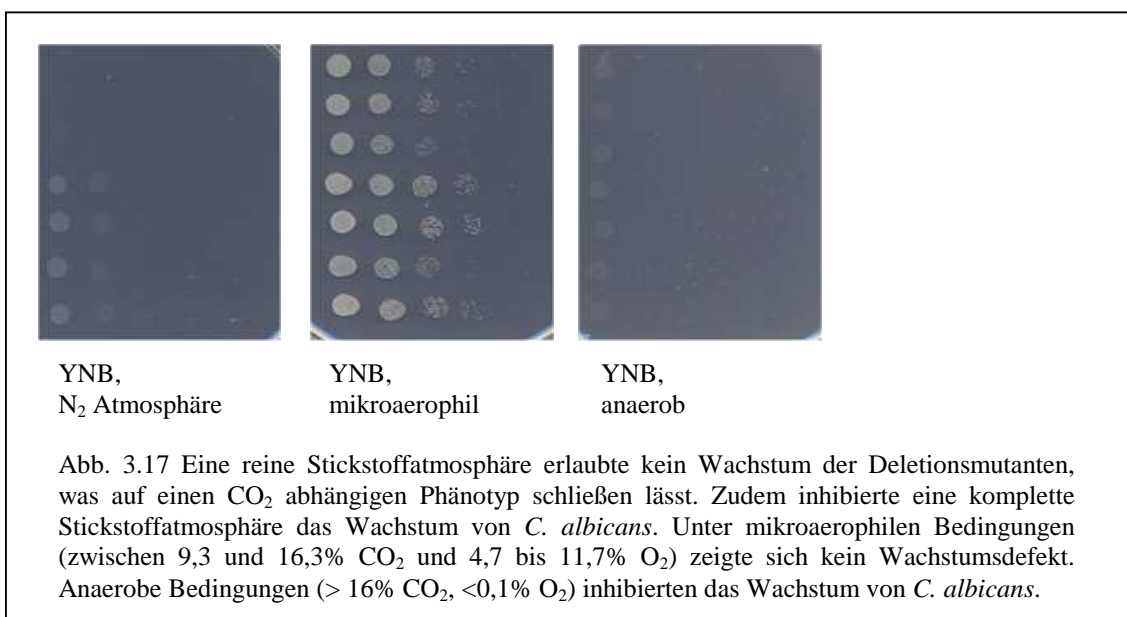 YNB,
N₂ Atmosphäre
YNB,
mikroaerophil
YNB,
anaerob
Abb. 3.17 Eine reine Stickstoffatmosphäre erlaubte kein Wachstum der Deletionsmutanten,
was auf einen CO₂ abhängigen Phänotyp schließen lässt. Zudem inhibierte eine komplette
Stickstoffatmosphäre das Wachstum von C. albicans. Unter mikroaerophilen Bedingungen
(zwischen 9,3 und 16,3% CO₂ und 4,7 bis 11,7% O₂) zeigte sich kein Wachstumsdefekt.
Anaerobe Bedingungen (> 16% CO₂, <0,1% O₂) inhibierten das Wachstum von C. albicans.